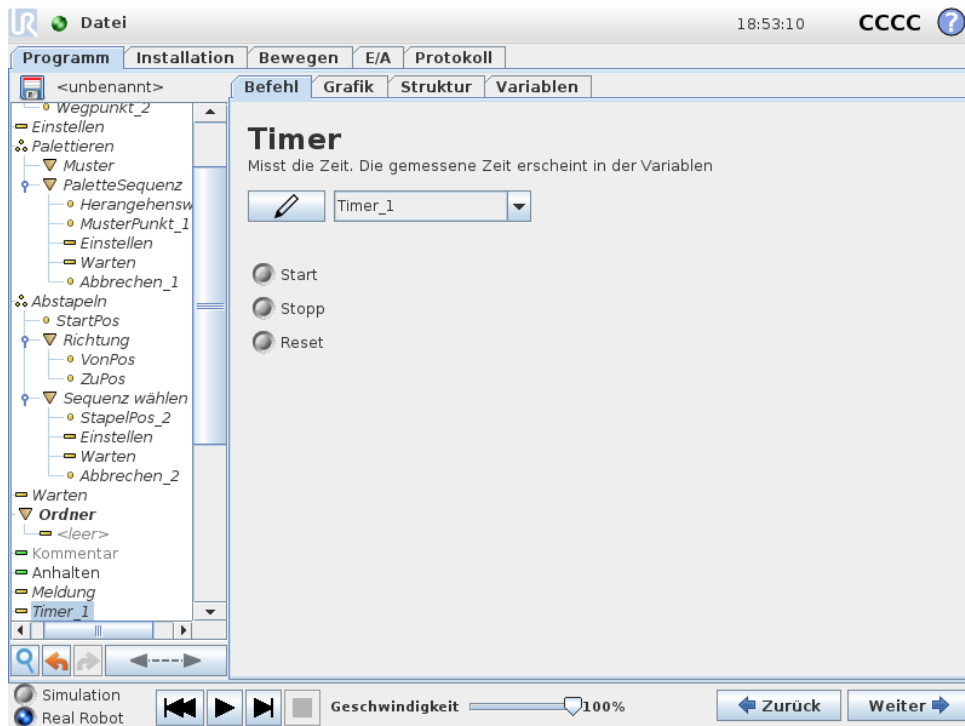 UR Datei 18:53:10 CCCC ?
Programm Installation Bewegen E/A Protokoll
<unbenannt> Befehl Grafik Struktur Variablen
Wegpunkt_2
Einstellen
Palettieren
Muster
PaletteSequenz
Herangehensw
MusterPunkt_1
Einstellen
Warten
Abbrechen_1
Abstapeln
StartPos
Richtung
VonPos
ZuPos
Sequenz wählen
StapelPos_2
Einstellen
Warten
Abbrechen_2
Warten
Ordner
<leer>
Kommentar
Anhalten
Meldung
Timer_1
Timer
Misst die Zeit. Die gemessene Zeit erscheint in der Variablen
Timer_1
Start
Stopp
Reset
Simulation
Real Robot
Geschwindigkeit 100%
Zurück Weiter